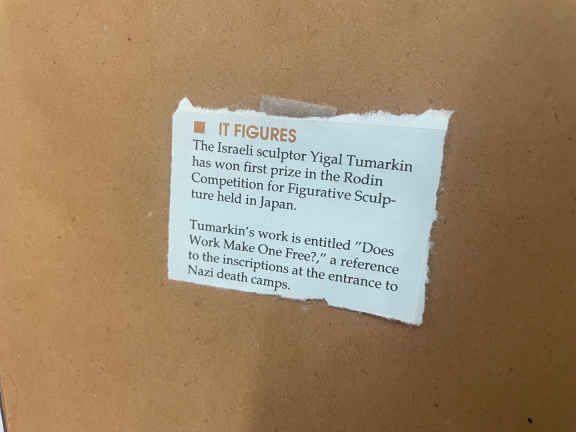 IT FIGURES
The Israeli sculptor Yigal Tumarkin
has won first prize in the Rodin
Competition for Figurative Sculp-
ture held in Japan.
Tumarkin's work is entitled "Does
Work Make One Free?," a reference
to the inscriptions at the entrance to
Nazi death camps.